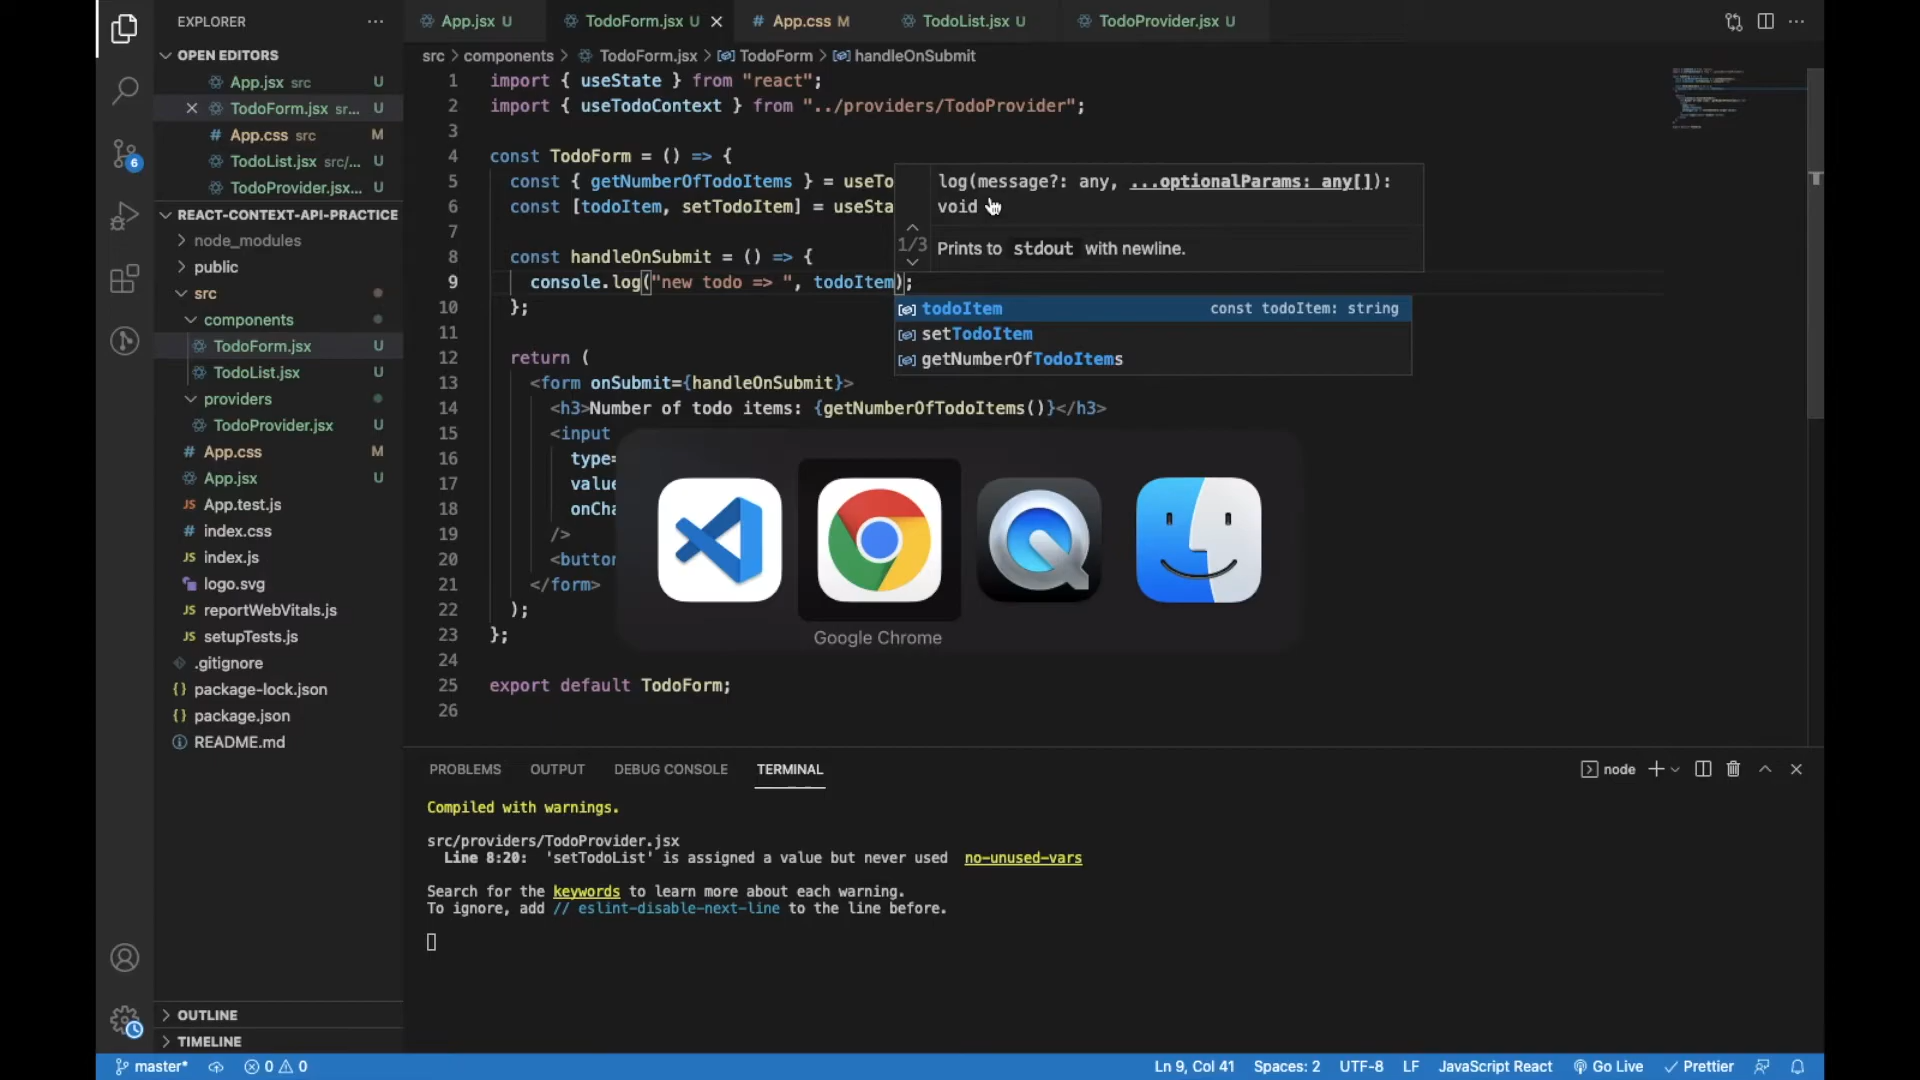 EXPLORER
OPEN EDITORS
App.jsx src U
TodoForm.jsx sr... U
# App.css src M
TodoList.jsx src/... U
TodoProvider.jsx... U
REACT-CONTEXT-API-PRACTICE
node_modules
public
src
components
TodoForm.jsx U
TodoList.jsx U
providers
TodoProvider.jsx U
# App.css M
App.jsx U
JS App.test.js
# index.css
JS index.js
logo.svg
JS reportWebVitals.js
JS setupTests.js
.gitignore
{} package-lock.json
{} package.json
README.md
OUTLINE
TIMELINE
6
App.jsx U TodoForm.jsx U # App.css M TodoList.jsx U TodoProvider.jsx U
src > components > TodoForm.jsx > TodoForm > handleOnSubmit
1 import { useState } from "react";
2 import { useTodoContext } from "../providers/TodoProvider";
3
4 const TodoForm = () => {
5 const { getNumberOfTodoItems } = useTo
6 const [todoItem, setTodoItem] = useSta
7
8 const handleOnSubmit = () => {
9 console.log("new todo => ", todoItem);
10 };
11
12 return (
13 <form onSubmit={handleOnSubmit}>
14 <h3>Number of todo items: {getNumberOfTodoItems()}</h3>
15 <input
16 type=
17 value
18 onCha
19 />
20 <button
21 </form>
22 );
23 };
24
25 export default TodoForm;
26
log(message?: any, ...optionalParams: any[]):
void
1/3
Prints to stdout with newline.
todoItem const todoItem: string
setTodoItem
getNumberOfTodoItems
Google Chrome
PROBLEMS OUTPUT DEBUG CONSOLE TERMINAL node
Compiled with warnings.
src/providers/TodoProvider.jsx
Line 8:20: 'setTodoList' is assigned a value but never used no-unused-vars
Search for the keywords to learn more about each warning.
To ignore, add // eslint-disable-next-line to the line before.
master* 0 0 Ln 9, Col 41 Spaces: 2 UTF-8 LF JavaScript React Go Live Prettier